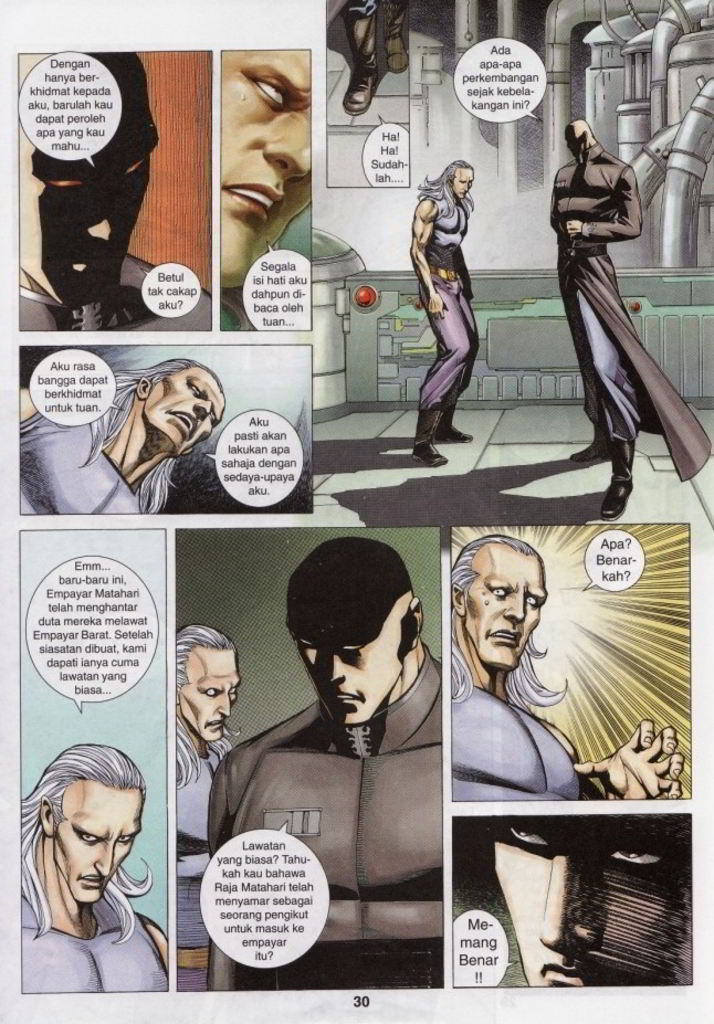 Dengan
hanya ber-
khidmat kepada
aku, barulah kau
dapat peroleh
apa yang kau
mahu...
Betul
tak cakap
aku?
Segala
isi hati aku
dahpun di-
baca oleh
tuan...
Ha!
Ha!
Sudah-
lah....
Ada
apa-apa
perkembangan
sejak kebela-
kangan ini?
Aku rasa
bangga dapat
berkhidmat
untuk tuan.
Aku
pasti akan
lakukan apa
sahaja dengan
sedaya-upaya
aku.
Emm...
baru-baru ini,
Empayar Matahari
telah menghantar
duta mereka melawat
Empayar Barat. Setelah
siasatan dibuat, kami
dapati ianya cuma
lawatan yang
biasa...
Lawatan
yang biasa? Tahu-
kah kau bahawa
Raja Matahari telah
menyamar sebagai
seorang pengikut
untuk masuk ke
empayar
itu?
Apa?
Benar-
kah?
Me-
mang
Benar
!!
30